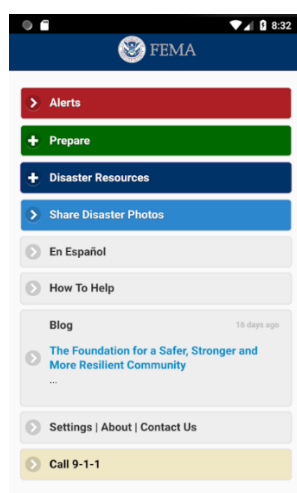 8:32
FEMA
Alerts
Prepare
Disaster Resources
Share Disaster Photos
En Español
How To Help
Blog 16 days ago
The Foundation for a Safer, Stronger and
More Resilient Community
...
Settings | About | Contact Us
Call 9-1-1